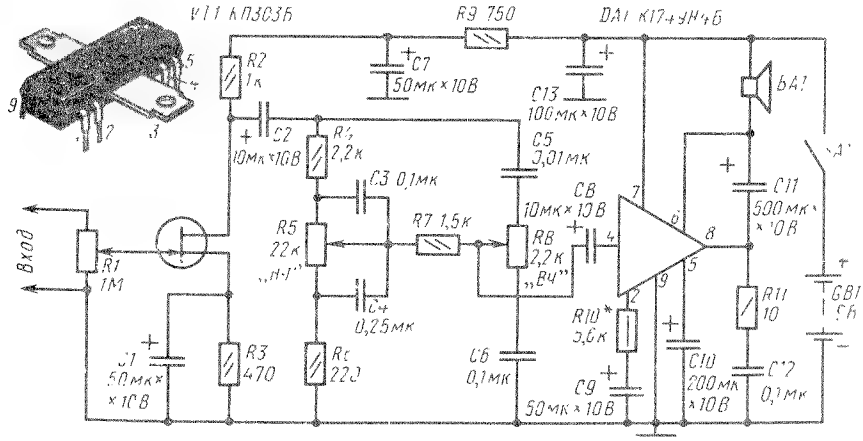 VT1 КП303Б
R9 750
DA1 К174УН4Б
R2
1к
C7
50мк×10В
C13
100мк×10В
BA1
5
4
9
1
2
3
C2
10мк×10В
R4
2,2к
C5
0,01мк
"А"
C3 0,1мк
C8
10мк×10В
7
6
C11
500мк×
×10В
Вход
R1
1М
R5
22к
„НЧ"
R7 1,5к
R8
2,2к
„ВЧ"
4
8
2
9
5
C4
0,25мк
R10*
5,6к
R11
10
GB1
9В
C1
50мк×
×10В
R3
470
R6
220
C6
0,1мк
C9
50мк×10В
C10
200мк
×10В
C12
0,1мк